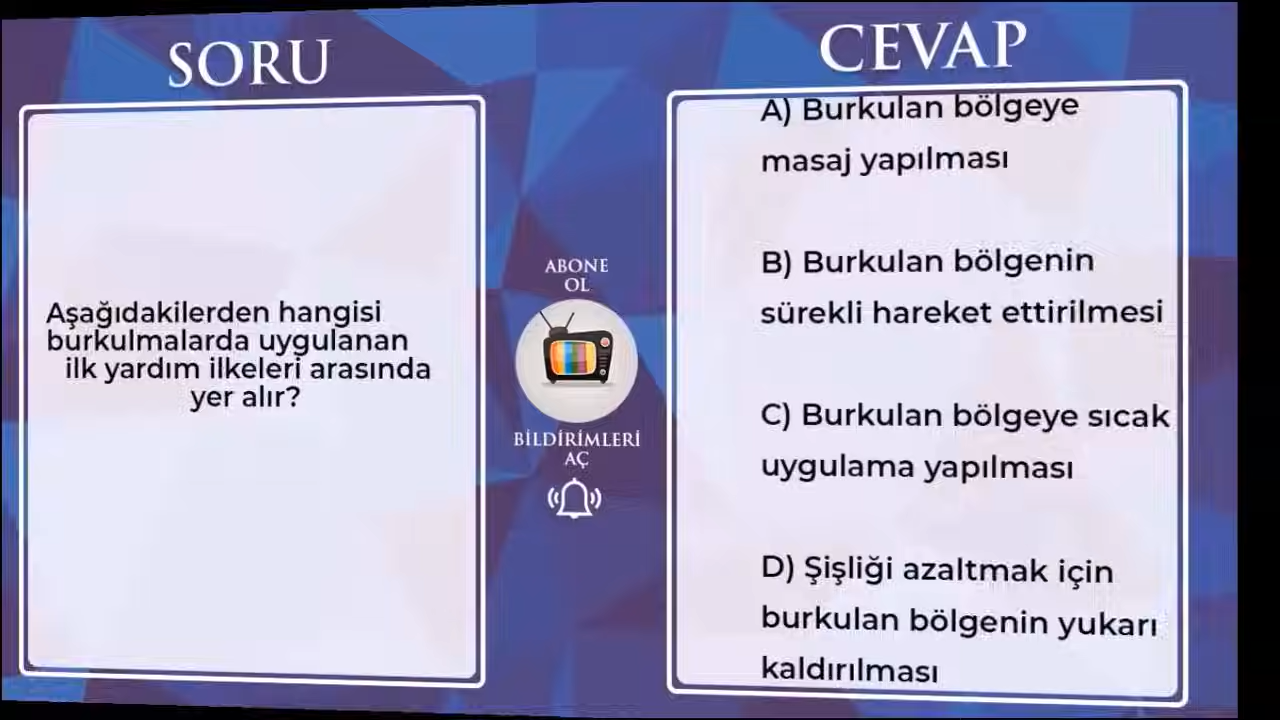 SORU
Aşağıdakilerden hangisi
burkulmalarda uygulanan
ilk yardım ilkeleri arasında
yer alır?
ABONE
OL
BİLDİRİMLERİ
AÇ
CEVAP
A) Burkulan bölgeye
masaj yapılması
B) Burkulan bölgenin
sürekli hareket ettirilmesi
C) Burkulan bölgeye sıcak
uygulama yapılması
D) Şişliği azaltmak için
burkulan bölgenin yukarı
kaldırılması